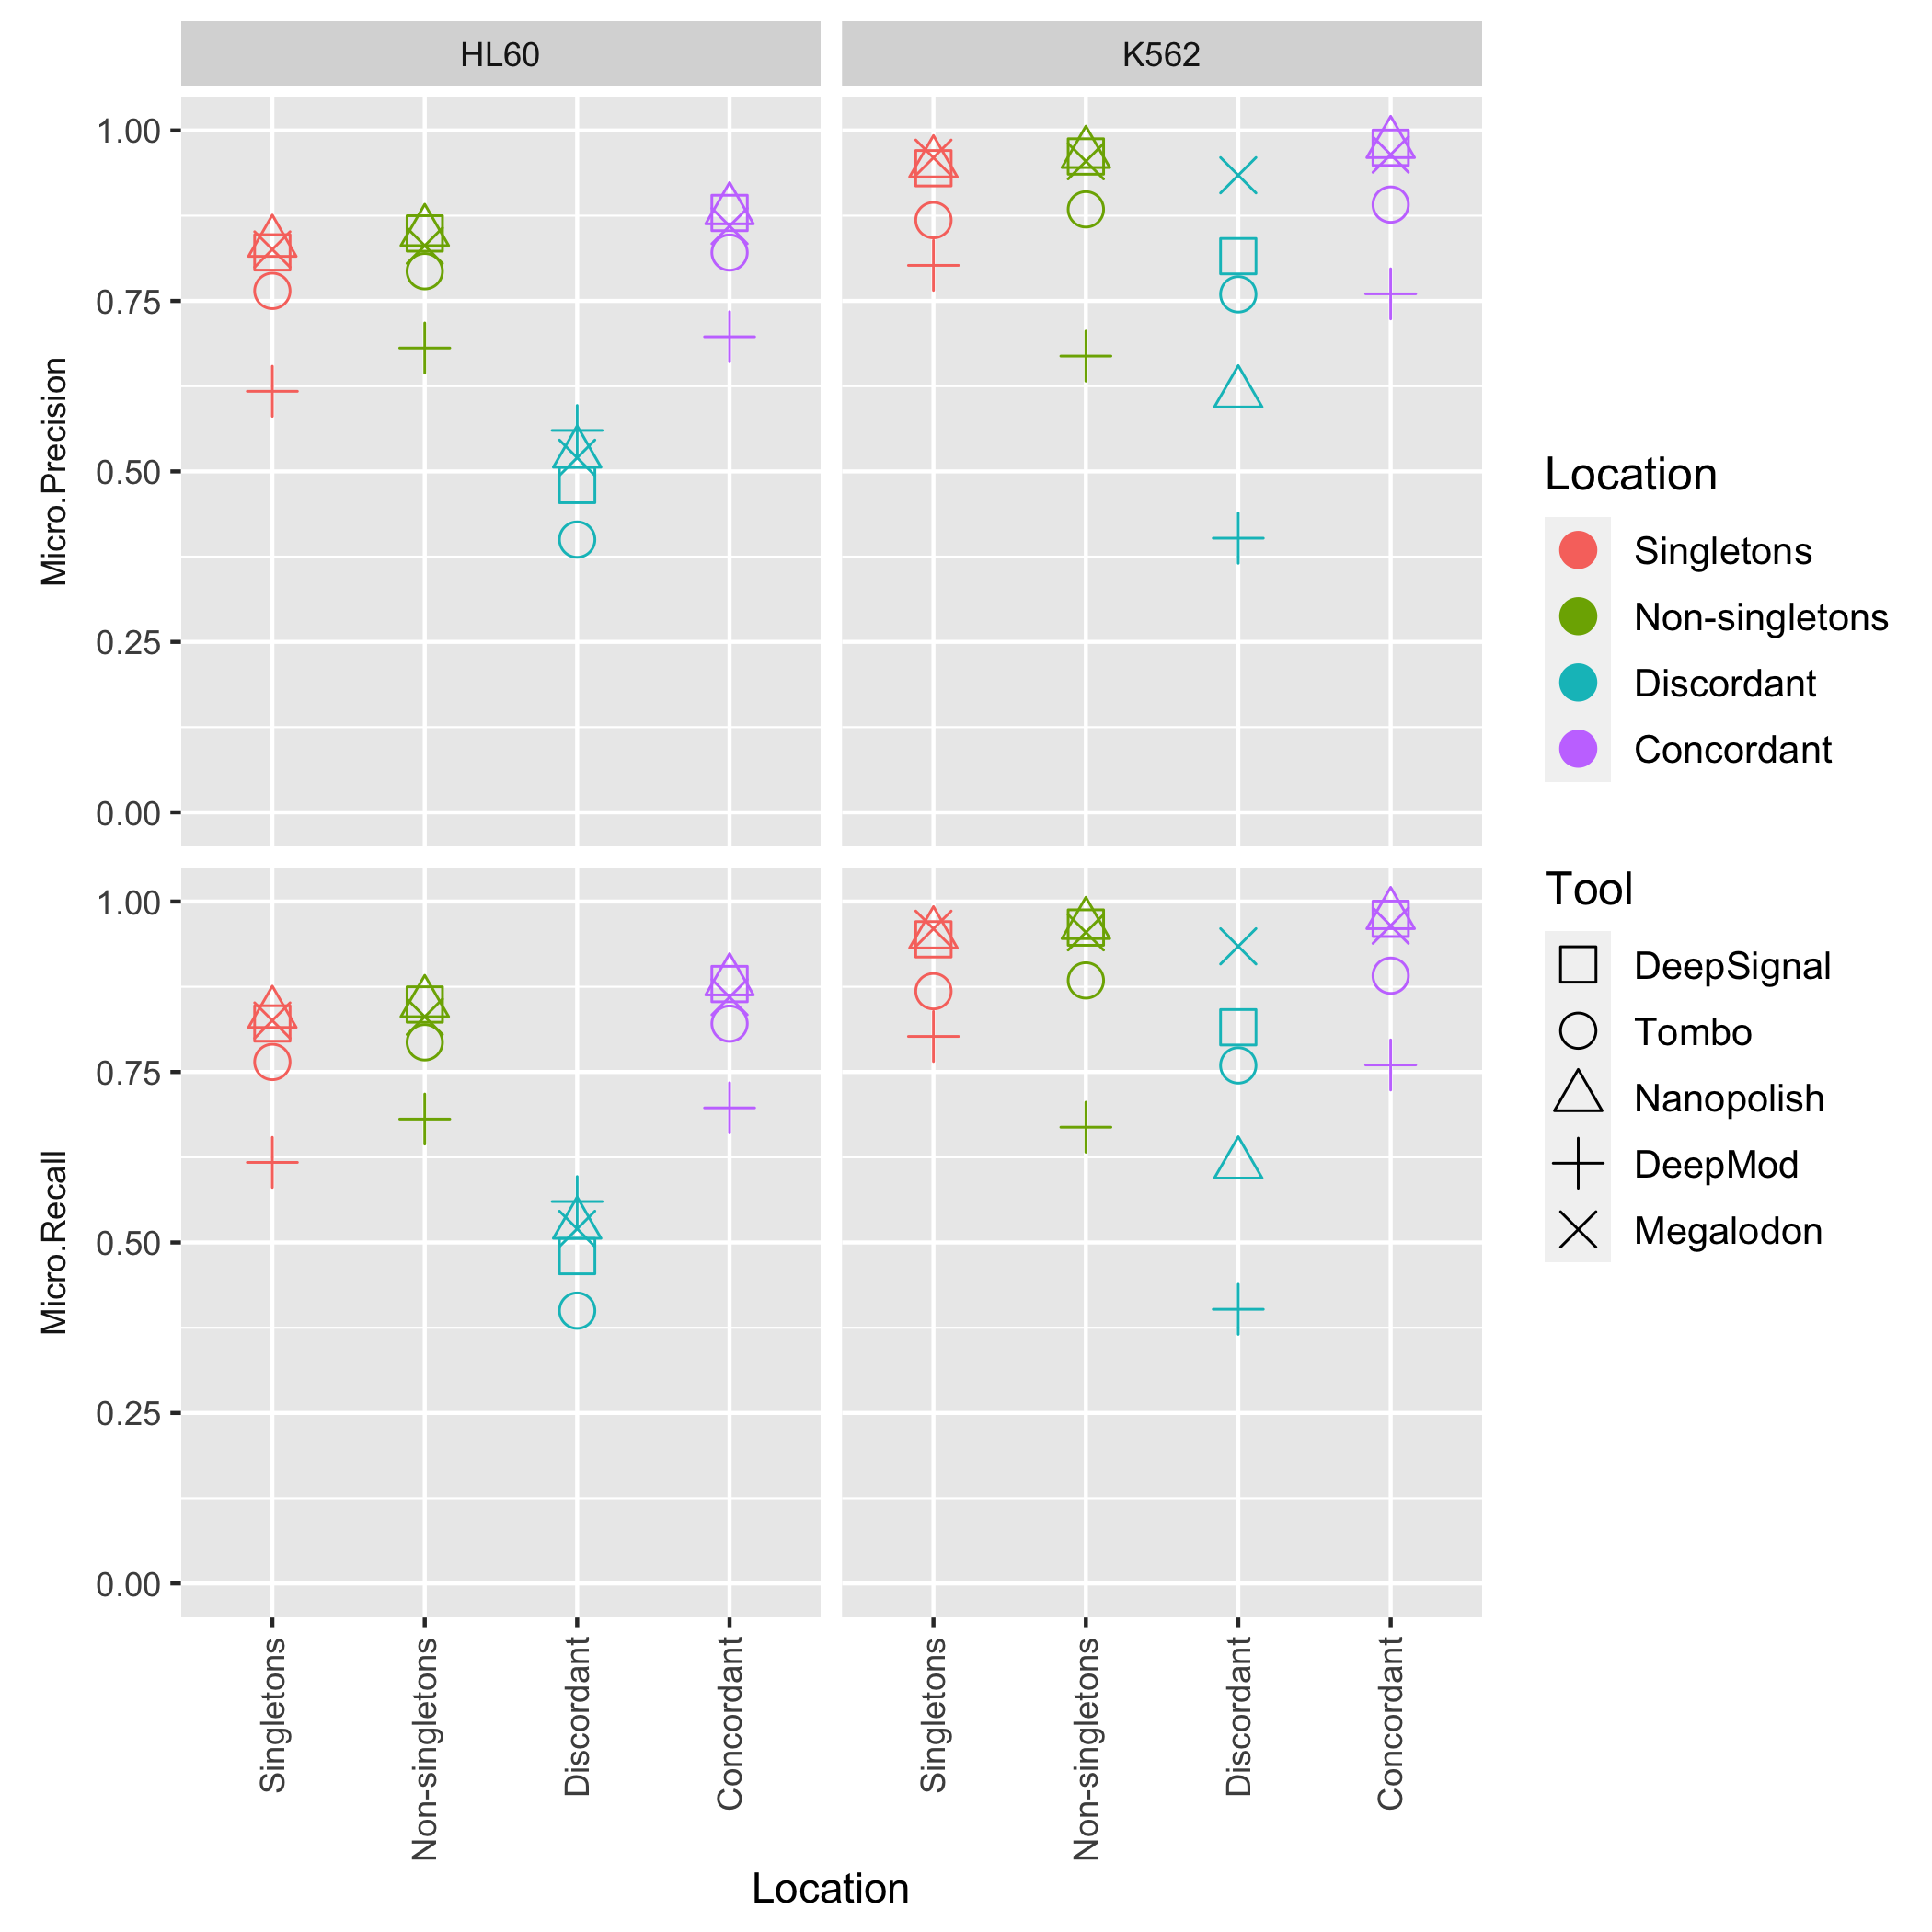 HL60
K562
Micro.Precision
1.00
0.75
0.50
0.25
0.00
Micro.Recall
1.00
0.75
0.50
0.25
0.00
Singletons
Non-singletons
Discordant
Concordant
Singletons
Non-singletons
Discordant
Concordant
Location
Location
Singletons
Non-singletons
Discordant
Concordant
Tool
DeepSignal
Tombo
Nanopolish
DeepMod
Megalodon